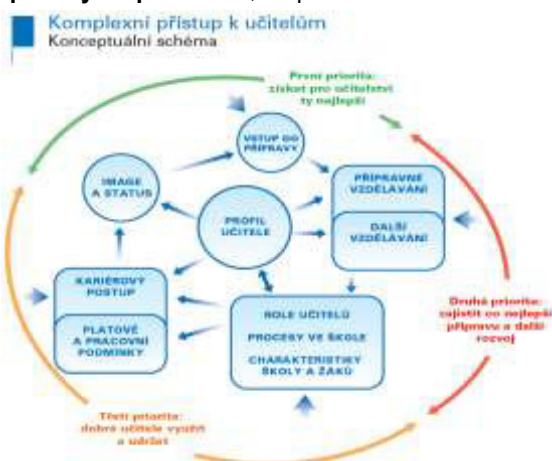 Komplexní přístup k učitelům
Konceptuální schéma
První priorita:
získat pro učitelství
ty nejlepší
VSTUP DO
PŘÍPRAVY
IMAGE
A STATUS
PŘÍPRAVNÉ
VZDĚLÁVÁNÍ
PROFIL
UČITELE
DALŠÍ
VZDĚLÁVÁNÍ
KARIÉROVÝ
POSTUP
PLATOVÉ
A PRACOVNÍ
PODMÍNKY
ROLE UČITELŮ
PROCESY VE ŠKOLE
CHARAKTERISTIKY
ŠKOLY A ŽÁKŮ
Druhá priorita:
zajistit co nejlepší
přípravu a další
rozvoj
Třetí priorita:
dobré učitele využít
a udržet